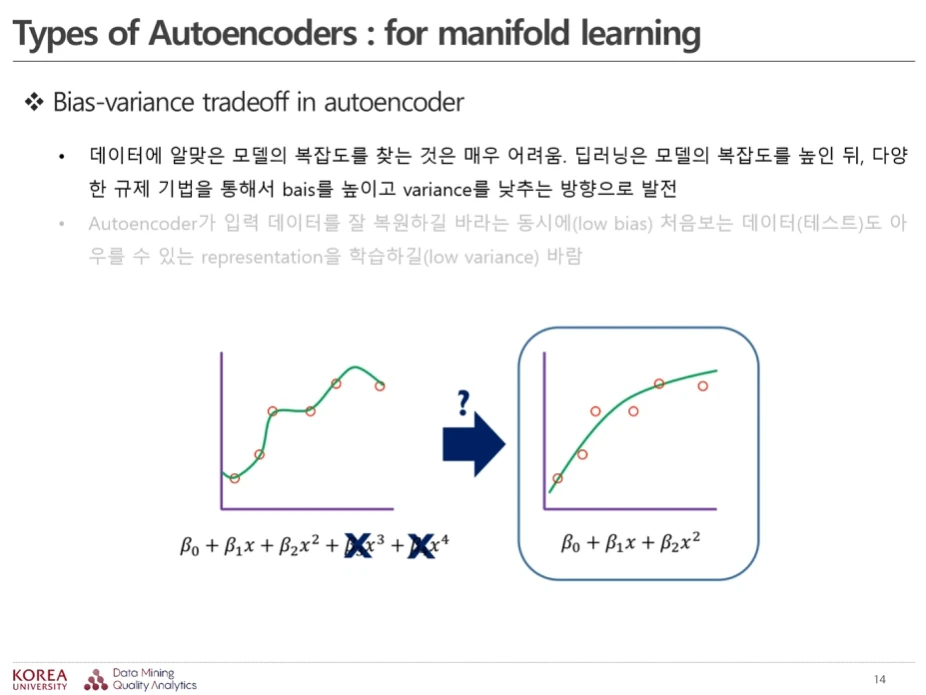 Types of Autoencoders : for manifold learning
❖ Bias-variance tradeoff in autoencoder
• 데이터에 알맞은 모델의 복잡도를 찾는 것은 매우 어려움. 딥러닝은 모델의 복잡도를 높인 뒤, 다양
한 규제 기법을 통해서 bais를 높이고 variance를 낮추는 방향으로 발전
• Autoencoder가 입력 데이터를 잘 복원하길 바라는 동시에(low bias) 처음보는 데이터(테스트)도 아
우를 수 있는 representation을 학습하길(low variance) 바람
?
β₀ + β₁x + β₂x² + X x³ + X x⁴
β₀ + β₁x + β₂x²
KOREA
UNIVERSITY
Data Mining
Quality Analytics
14